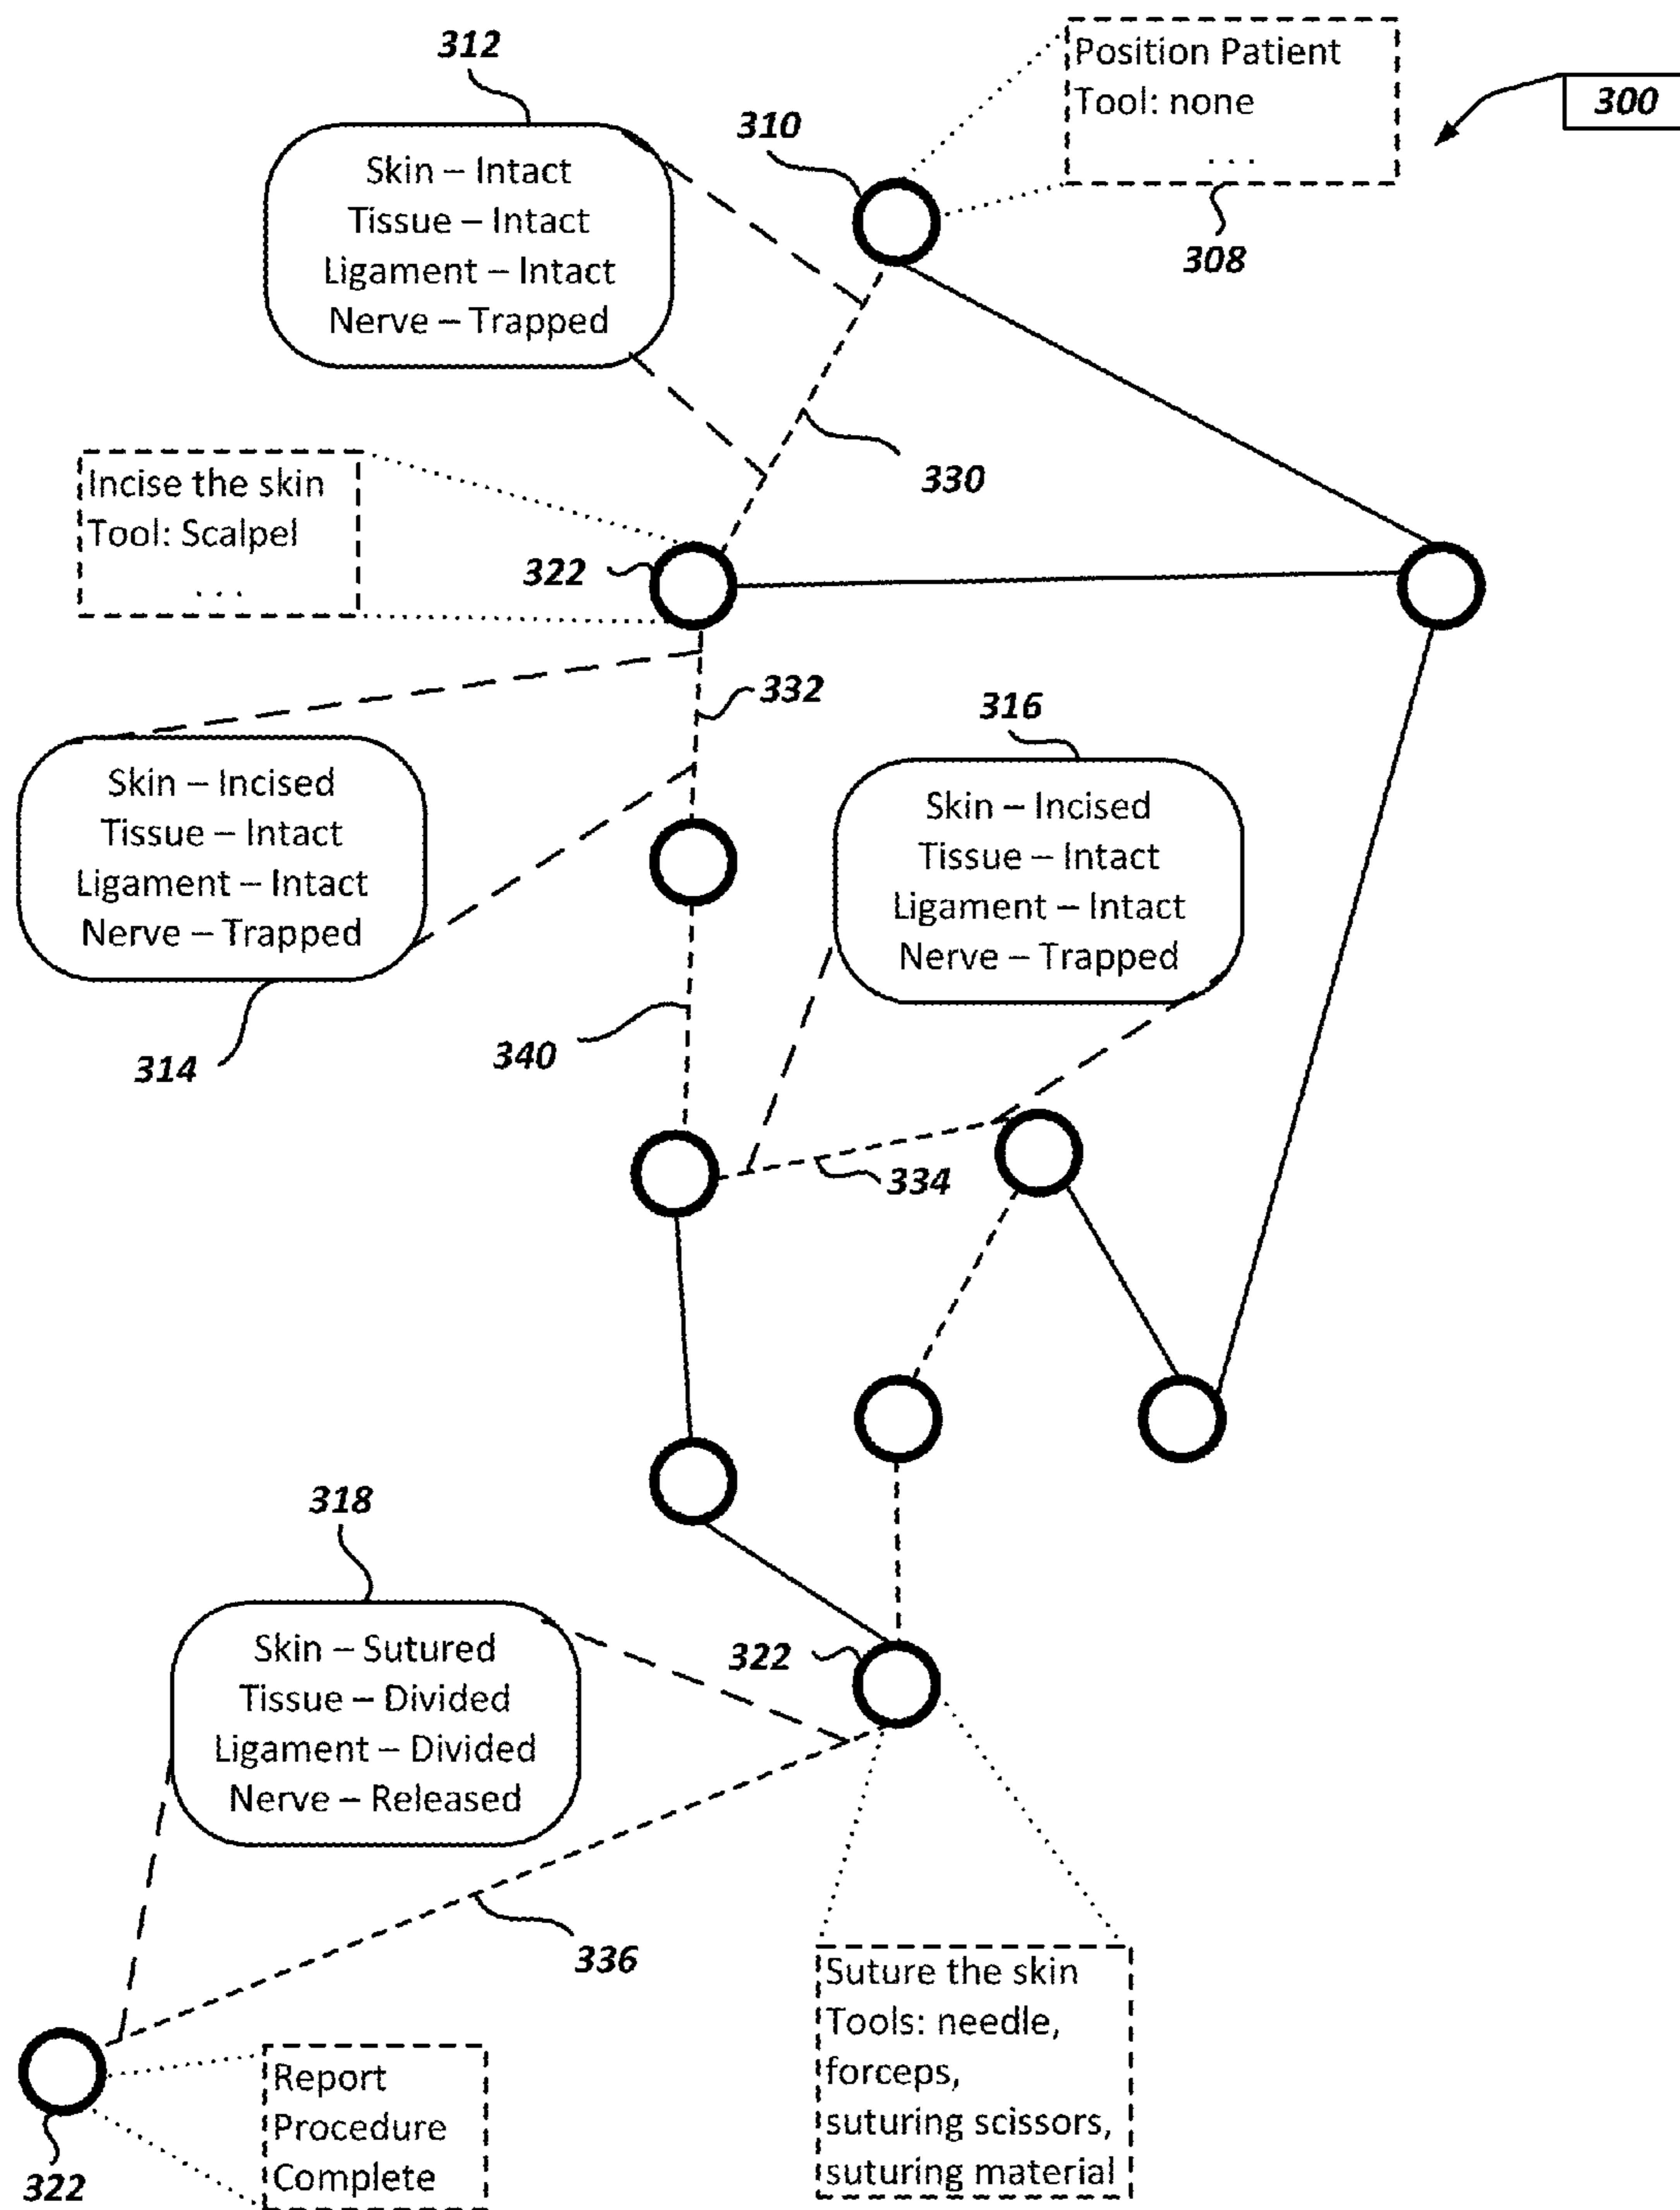 312
Position Patient
Tool: none
. . .
300
310
308
Skin – Intact
Tissue – Intact
Ligament – Intact
Nerve – Trapped
330
Incise the skin
Tool: Scalpel
. . .
322
332
316
Skin – Incised
Tissue – Intact
Ligament – Intact
Nerve – Trapped
314
Skin – Incised
Tissue – Intact
Ligament – Intact
Nerve – Trapped
340
334
318
Skin – Sutured
Tissue – Divided
Ligament – Divided
Nerve – Released
322
336
Suture the skin
Tools: needle,
forceps,
suturing scissors,
suturing material
Report
Procedure
Complete
322